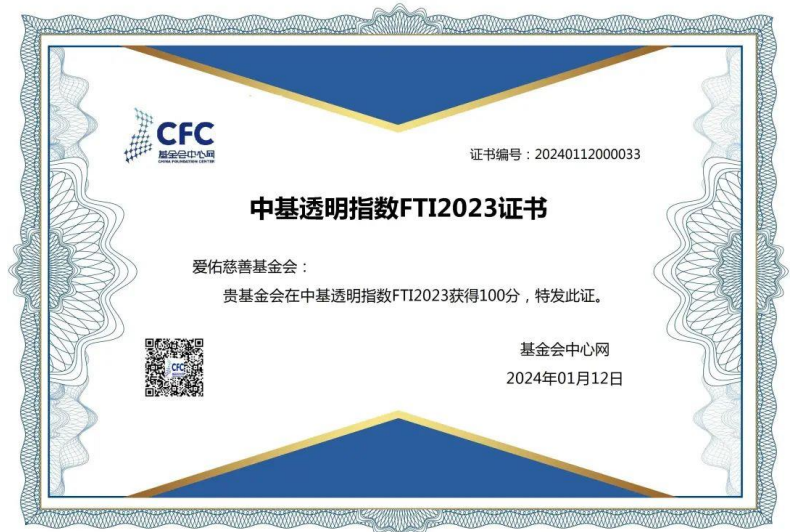 CFC
基金会中心网
CHINA FOUNDATION CENTER
证书编号：20240112000033
中基透明指数FTI2023证书
爱佑慈善基金会：
贵基金会在中基透明指数FTI2023获得100分，特发此证。
CFC
基金会中心网
2024年01月12日